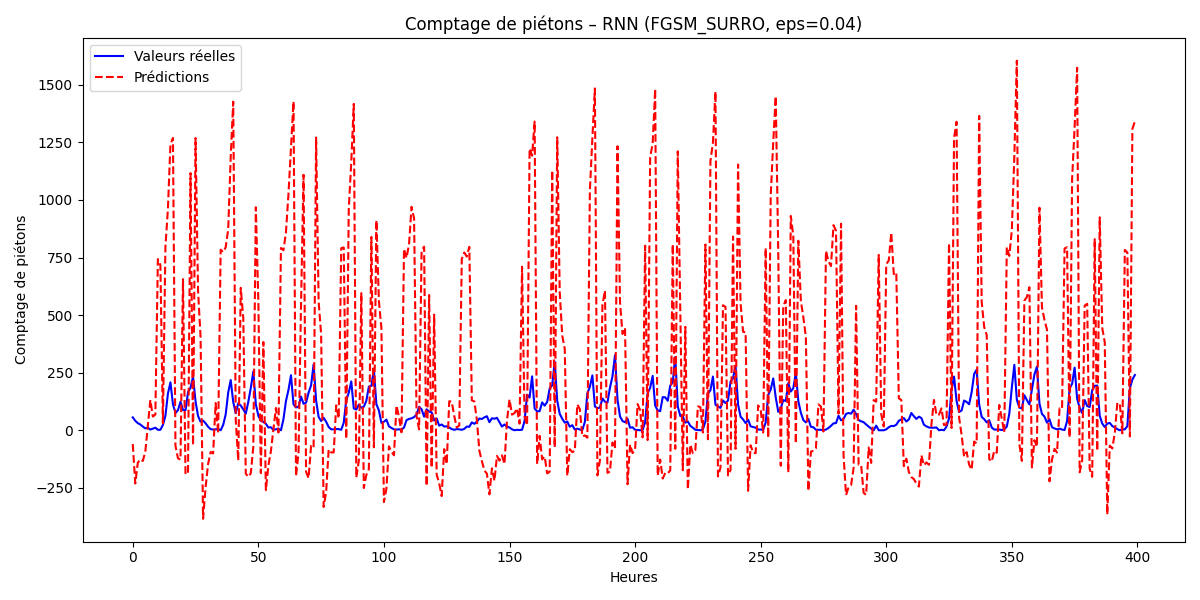 Comptage de piétons – RNN (FGSM_SURRO, eps=0.04)
Valeurs réelles
Prédictions
Comptage de piétons
1500
1250
1000
750
500
250
0
−250
0 50 100 150 200 250 300 350 400
Heures